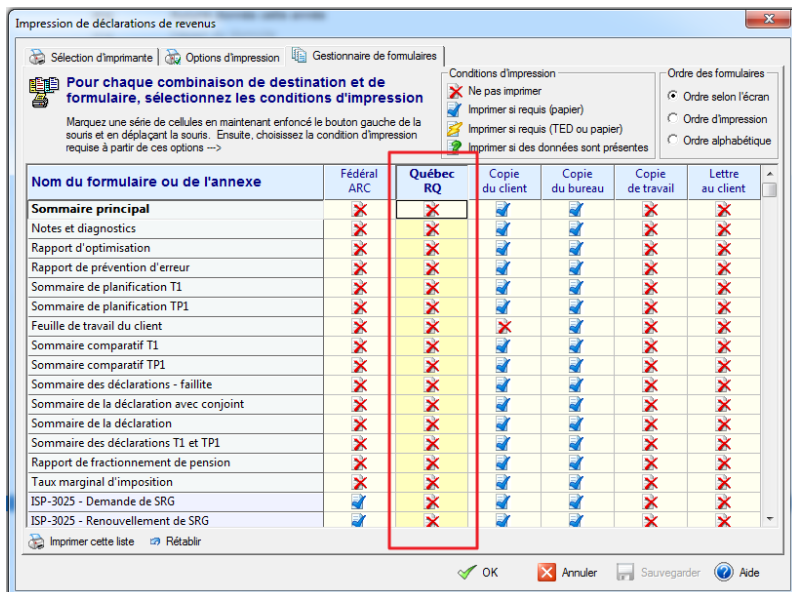 Impression de déclarations de revenus
Sélection d'imprimante
Options d'impression
Gestionnaire de formulaires
Pour chaque combinaison de destination et de
formulaire, sélectionnez les conditions d'impression
Marquez une série de cellules en maintenant enfoncé le bouton gauche de la
souris et en déplaçant la souris. Ensuite, choisissez la condition d'impression
requise à partir de ces options --->
Conditions d'impression
Ne pas imprimer
Imprimer si requis (papier)
Imprimer si requis (TED ou papier)
Imprimer si des données sont présentes
Ordre des formulaires
Ordre selon l'écran
Ordre d'impression
Ordre alphabétique
Nom du formulaire ou de l'annexe
Fédéral
ARC
Québec
RQ
Copie
du client
Copie
du bureau
Copie
de travail
Lettre
au client
Sommaire principal
Notes et diagnostics
Rapport d'optimisation
Rapport de prévention d'erreur
Sommaire de planification T1
Sommaire de planification TP1
Feuille de travail du client
Sommaire comparatif T1
Sommaire comparatif TP1
Sommaire des déclarations - faillite
Sommaire de la déclaration avec conjoint
Sommaire de la déclaration
Sommaire des déclarations T1 et TP1
Rapport de fractionnement de pension
Taux marginal d'imposition
ISP-3025 - Demande de SRG
ISP-3025 - Renouvellement de SRG
Imprimer cette liste
Rétablir
OK
Annuler
Sauvegarder
Aide